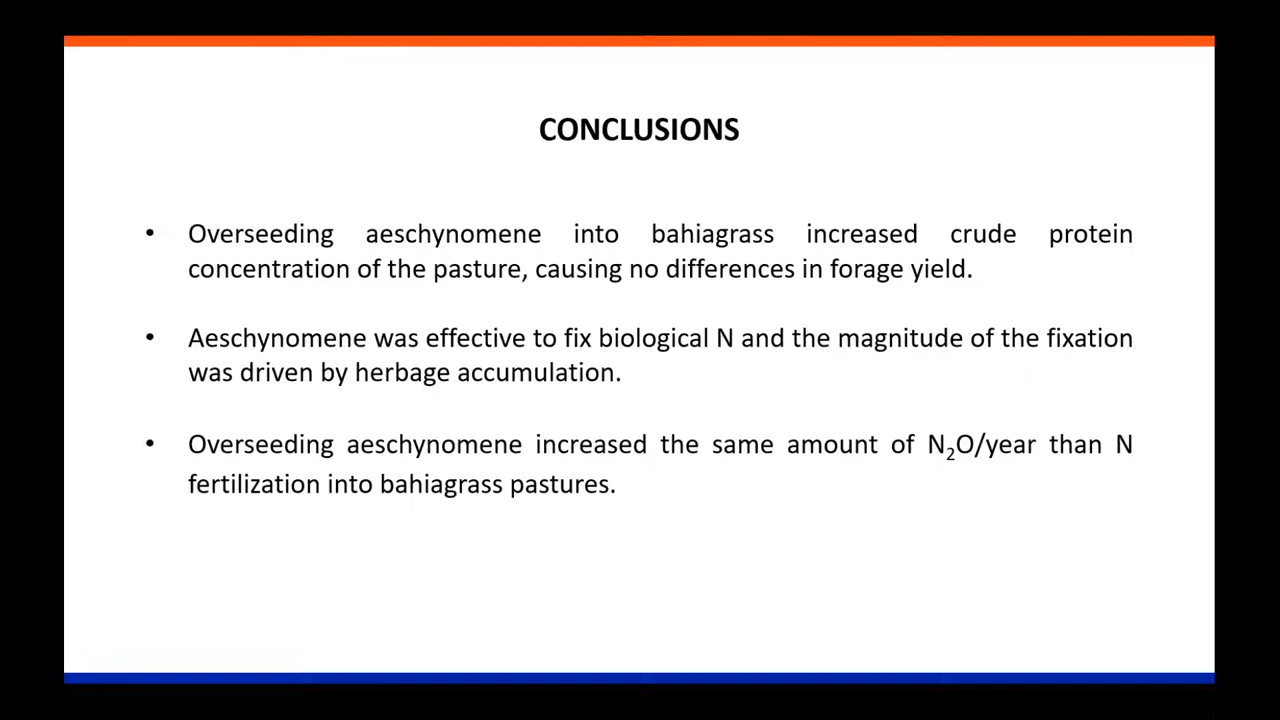 CONCLUSIONS
• Overseeding aeschynomene into bahiagrass increased crude protein
concentration of the pasture, causing no differences in forage yield.
• Aeschynomene was effective to fix biological N and the magnitude of the fixation
was driven by herbage accumulation.
• Overseeding aeschynomene increased the same amount of N₂O/year than N
fertilization into bahiagrass pastures.